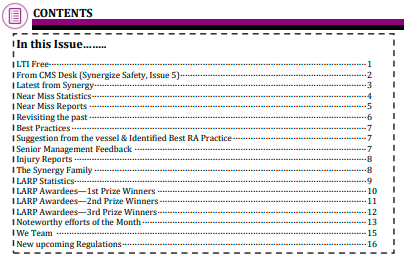 CONTENTS
In this Issue........
LTI Free 1
From CMS Desk (Synergize Safety, Issue 5) 2
Latest from Synergy 3
Near Miss Statistics 4
Near Miss Reports 5
Revisiting the past 6
Best Practices 7
Suggestion from the vessel & Identified Best RA Practice 7
Senior Management Feedback 7
Injury Reports 8
The Synergy Family 8
LARP Statistics 9
LARP Awardees—1st Prize Winners 10
LARP Awardees—2nd Prize Winners 11
LARP Awardees—3rd Prize Winners 12
Noteworthy efforts of the Month 13
We Team 15
New upcoming Regulations 16